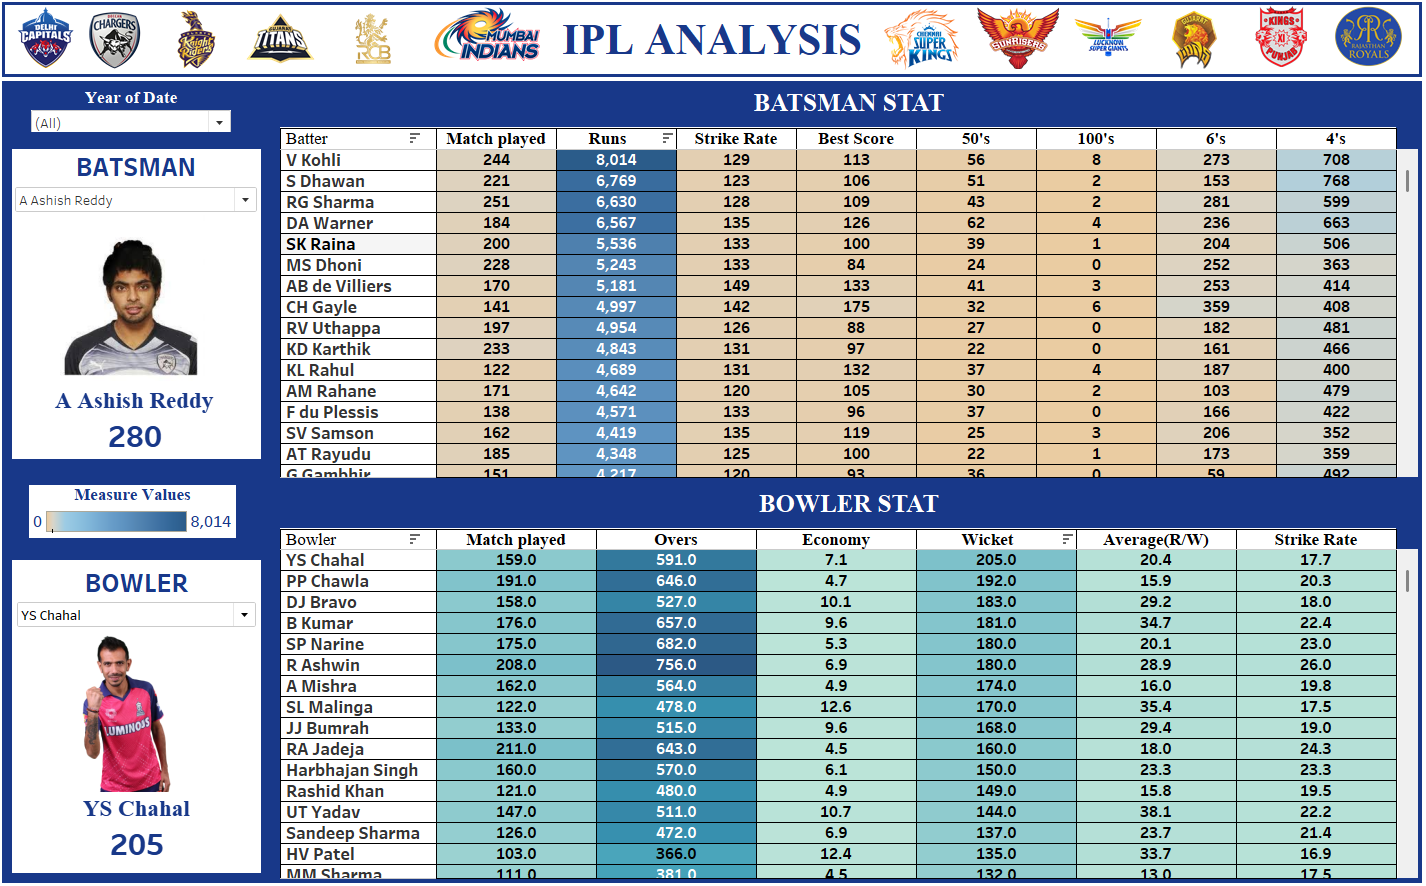 DELHI CAPITALS
CHARGERS
Knight Riders
GUJARAT TITANS
RCB
MUMBAI INDIANS
IPL ANALYSIS
CHENNAI SUPER KINGS
SUNRISERS
LUCKNOW SUPER GIANTS
GUJARAT LIONS
KINGS XI PUNJAB
RR RAJASTHAN ROYALS
Year of Date
(All)
BATSMAN
A Ashish Reddy
A Ashish Reddy
280
Measure Values
0 8,014
BOWLER
YS Chahal
LUMINOUS
YS Chahal
205
BATSMAN STAT
Batter Match played Runs Strike Rate Best Score 50's 100's 6's 4's
V Kohli 244 8,014 129 113 56 8 273 708
S Dhawan 221 6,769 123 106 51 2 153 768
RG Sharma 251 6,630 128 109 43 2 281 599
DA Warner 184 6,567 135 126 62 4 236 663
SK Raina 200 5,536 133 100 39 1 204 506
MS Dhoni 228 5,243 133 84 24 0 252 363
AB de Villiers 170 5,181 149 133 41 3 253 414
CH Gayle 141 4,997 142 175 32 6 359 408
RV Uthappa 197 4,954 126 88 27 0 182 481
KD Karthik 233 4,843 131 97 22 0 161 466
KL Rahul 122 4,689 131 132 37 4 187 400
AM Rahane 171 4,642 120 105 30 2 103 479
F du Plessis 138 4,571 133 96 37 0 166 422
SV Samson 162 4,419 135 119 25 3 206 352
AT Rayudu 185 4,348 125 100 22 1 173 359
G Gambhir 151 4,217 120 93 36 0 59 492
BOWLER STAT
Bowler Match played Overs Economy Wicket Average(R/W) Strike Rate
YS Chahal 159.0 591.0 7.1 205.0 20.4 17.7
PP Chawla 191.0 646.0 4.7 192.0 15.9 20.3
DJ Bravo 158.0 527.0 10.1 183.0 29.2 18.0
B Kumar 176.0 657.0 9.6 181.0 34.7 22.4
SP Narine 175.0 682.0 5.3 180.0 20.1 23.0
R Ashwin 208.0 756.0 6.9 180.0 28.9 26.0
A Mishra 162.0 564.0 4.9 174.0 16.0 19.8
SL Malinga 122.0 478.0 12.6 170.0 35.4 17.5
JJ Bumrah 133.0 515.0 9.6 168.0 29.4 19.0
RA Jadeja 211.0 643.0 4.5 160.0 18.0 24.3
Harbhajan Singh 160.0 570.0 6.1 150.0 23.3 23.3
Rashid Khan 121.0 480.0 4.9 149.0 15.8 19.5
UT Yadav 147.0 511.0 10.7 144.0 38.1 22.2
Sandeep Sharma 126.0 472.0 6.9 137.0 23.7 21.4
HV Patel 103.0 366.0 12.4 135.0 33.7 16.9
MM Sharma 111.0 381.0 4.5 132.0 13.0 17.5